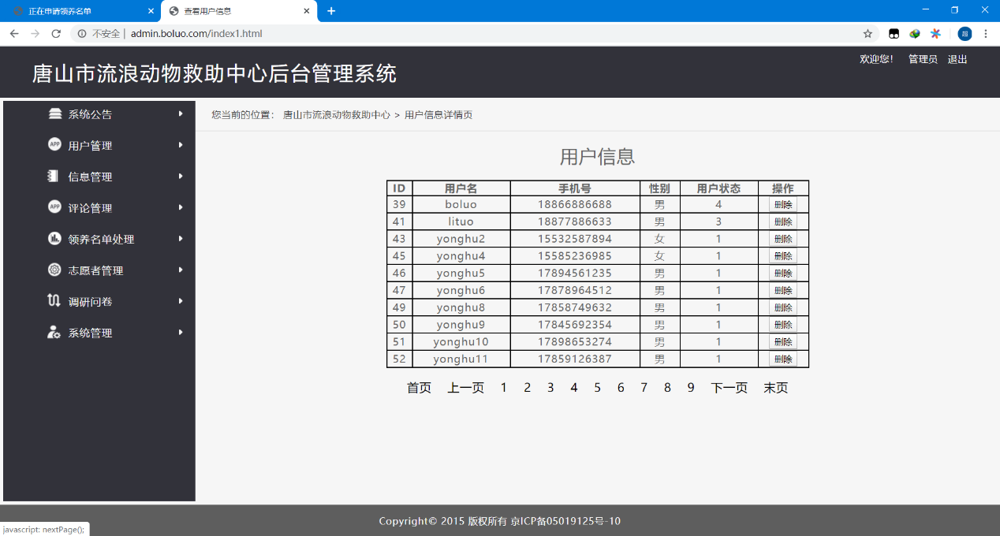 正在申请领养名单
查看用户信息
不安全 | admin.boluo.com/index1.html
超
唐山市流浪动物救助中心后台管理系统
欢迎您! 管理员 退出
系统公告
APP 用户管理
信息管理
APP 评论管理
领养名单处理
志愿者管理
调研问卷
系统管理
您当前的位置: 唐山市流浪动物救助中心 > 用户信息详情页
用户信息
ID 用户名 手机号 性别 用户状态 操作
39 boluo 18866886688 男 4 删除
41 lituo 18877886633 男 3 删除
43 yonghu2 15532587894 女 1 删除
45 yonghu4 15585236985 女 1 删除
46 yonghu5 17894561235 男 1 删除
47 yonghu6 17878964512 男 1 删除
49 yonghu8 17858749632 男 1 删除
50 yonghu9 17845692354 男 1 删除
51 yonghu10 17898653274 男 1 删除
52 yonghu11 17859126387 男 1 删除
首页 上一页 1 2 3 4 5 6 7 8 9 下一页 末页
Copyright© 2015 版权所有 京ICP备05019125号-10
javascript: nextPage();